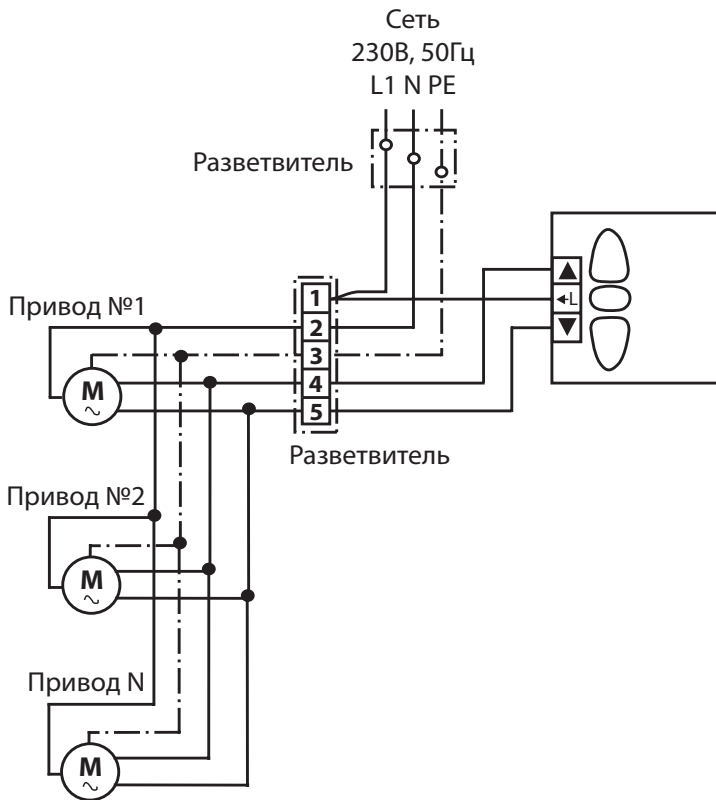 Сеть
230В, 50Гц
L1 N PE
Разветвитель
▲
←L
▼
1
2
3
4
5
Разветвитель
Привод №1
M
~
Привод №2
M
~
Привод N
M
~